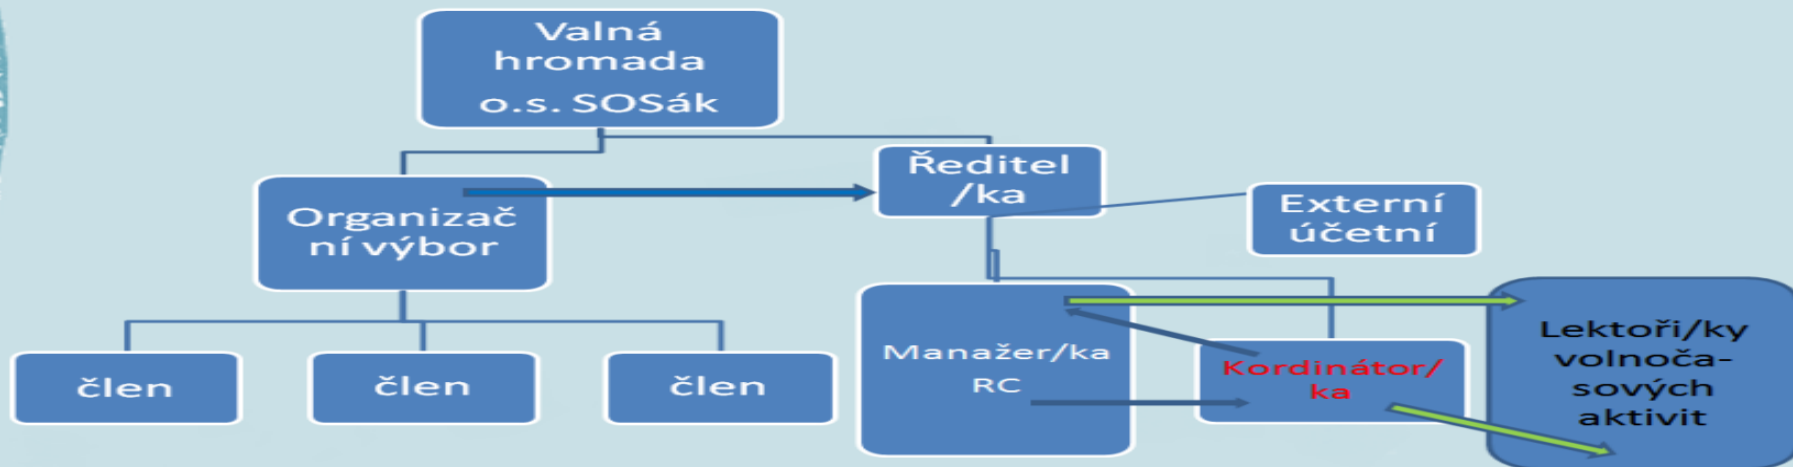 Valná
hromada
o.s. SOSák
Ředitel
/ka
Externí
účetní
Organizač
ní výbor
člen
člen
člen
Manažer/ka
RC
Kordinátor/
ka
Lektoři/ky
volnoča-
sových
aktivit